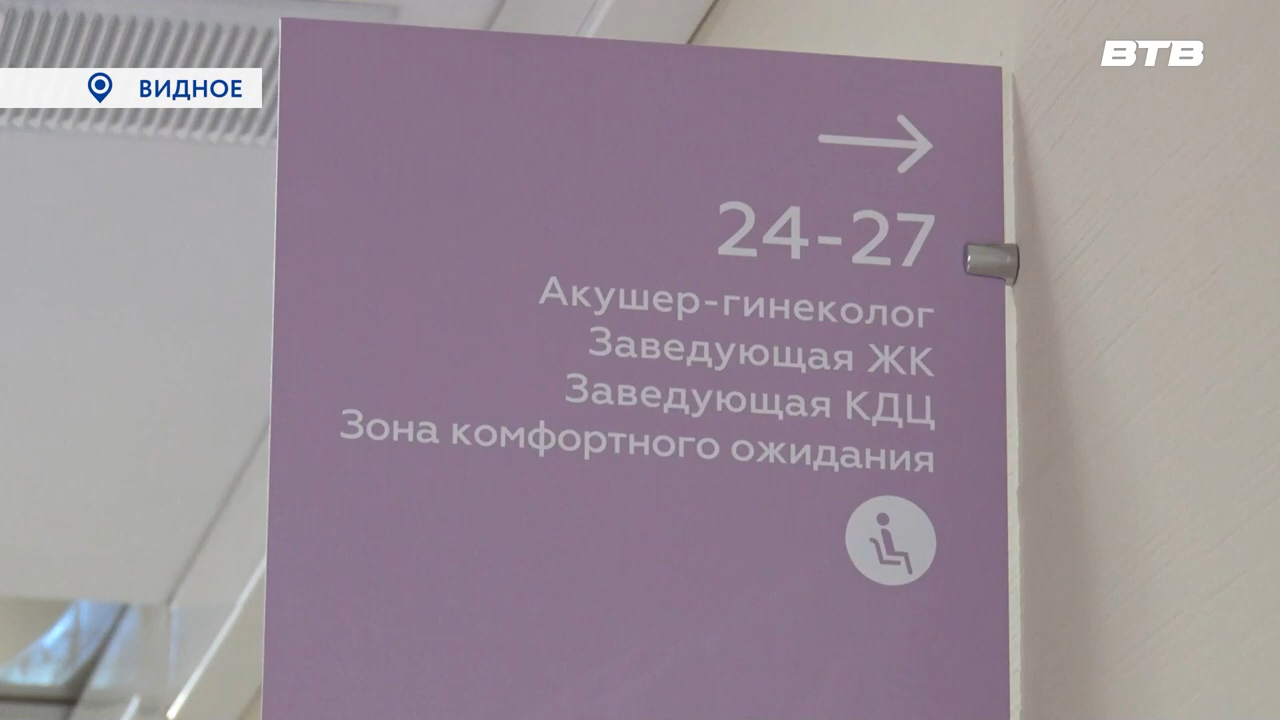 ВИДНОЕ
ВТВ
24-27
Акушер-гинеколог
Заведующая ЖК
Заведующая КДЦ
Зона комфортного ожидания